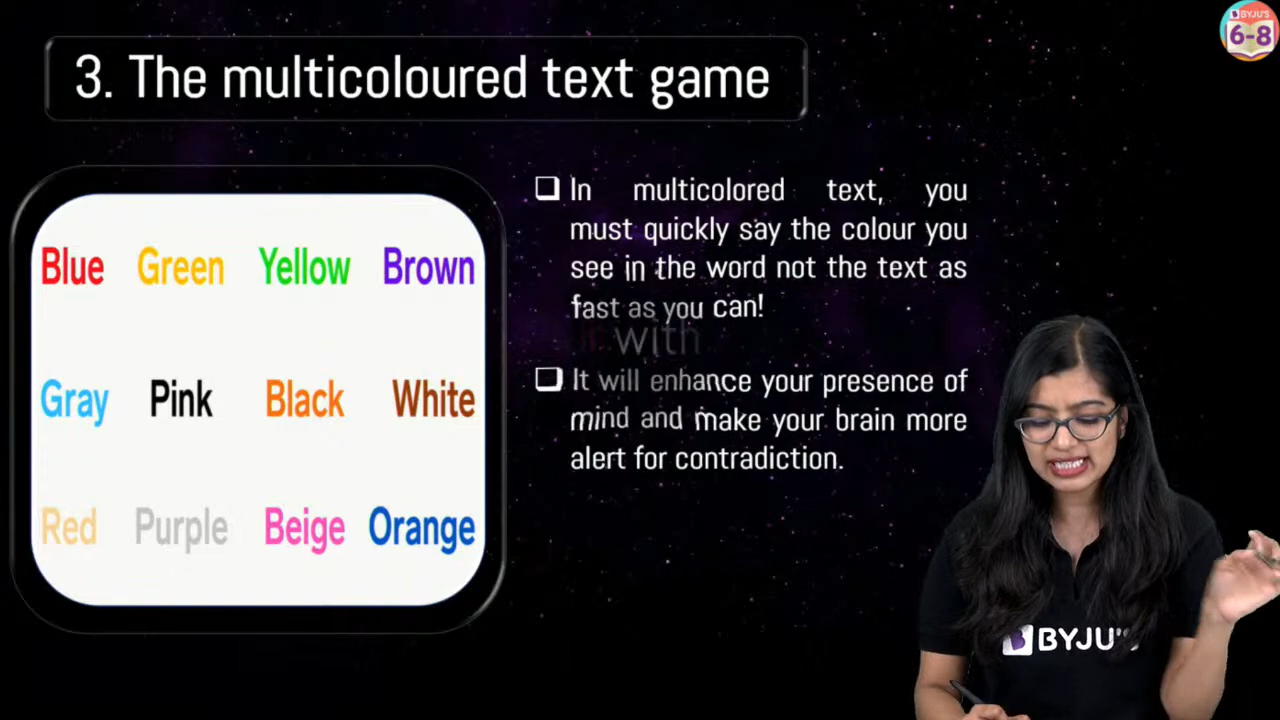 BYJU'S
6-8
3. The multicoloured text game
Blue Green Yellow Brown
Gray Pink Black White
Red Purple Beige Orange
In multicolored text, you
must quickly say the colour you
see in the word not the text as
fast as you can!
with
It will enhance your presence of
mind and make your brain more
alert for contradiction.
BYJU'S